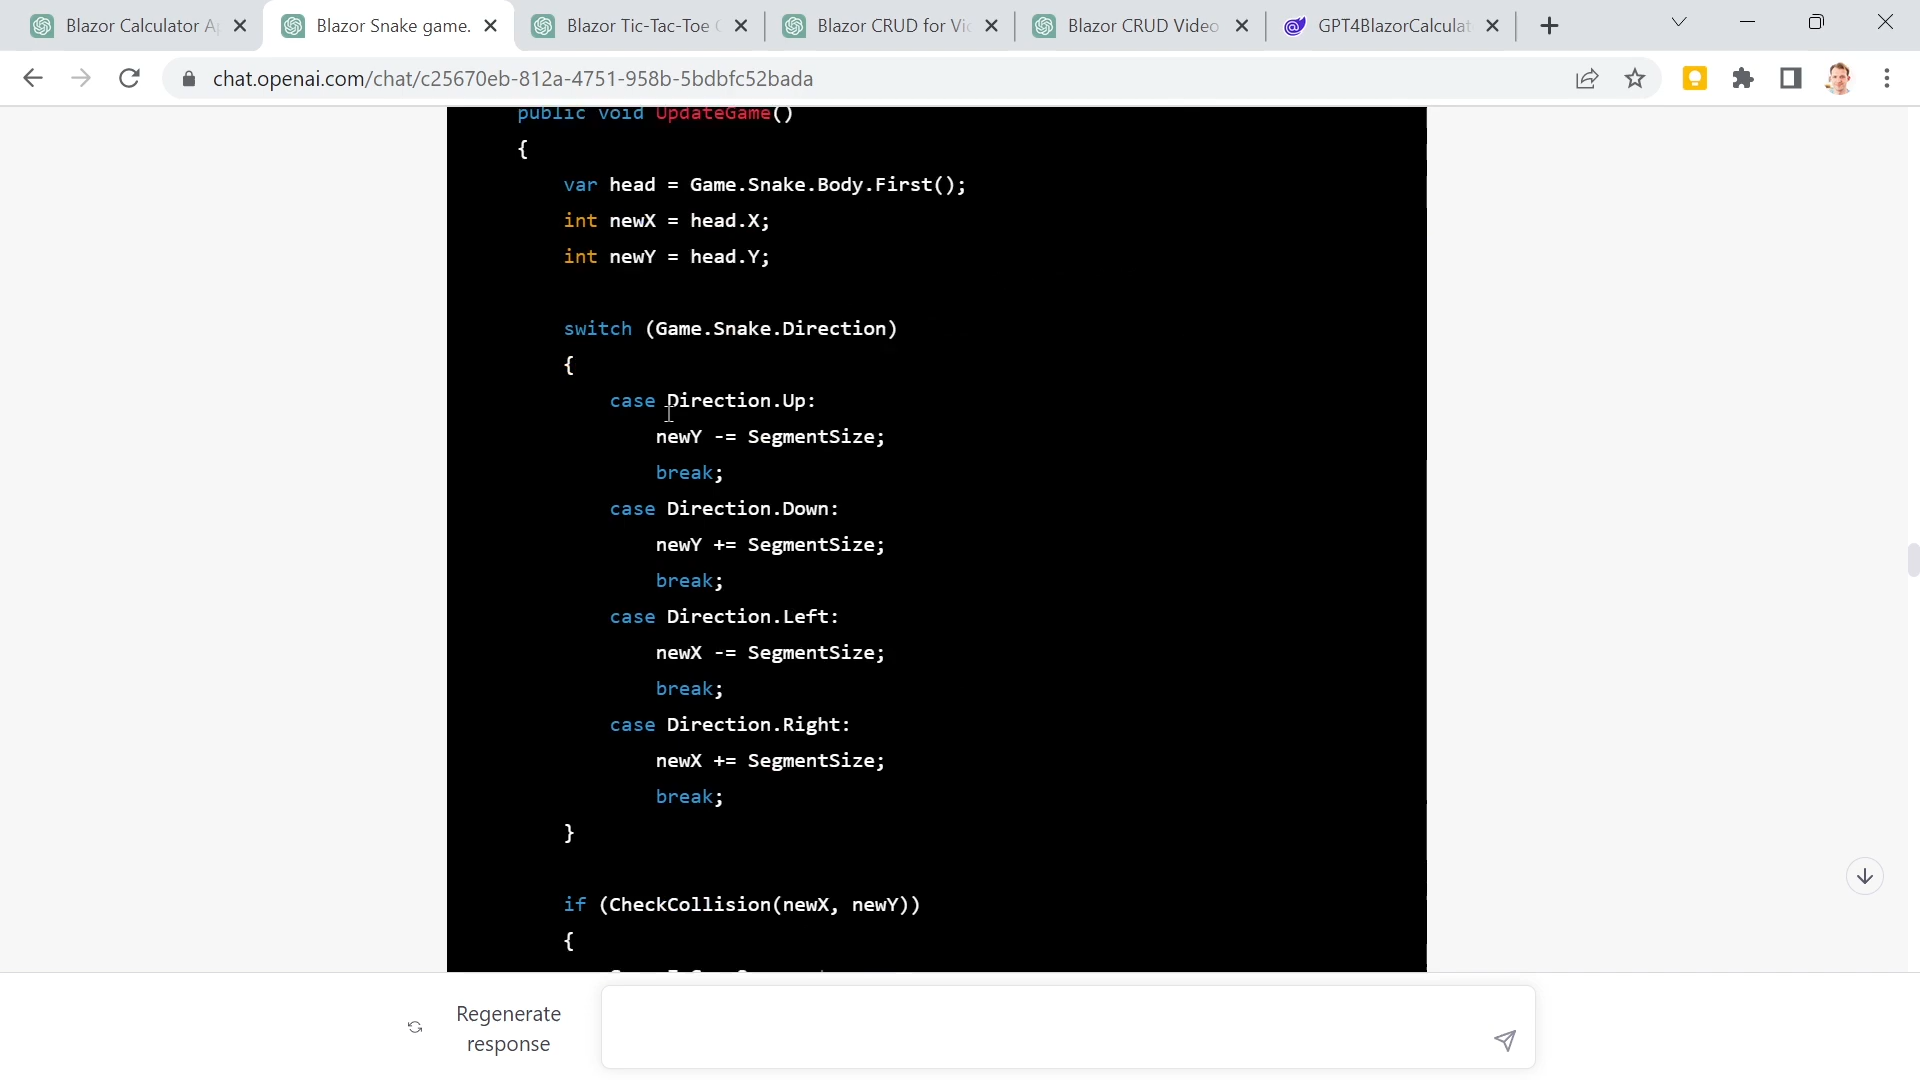 Blazor Calculator A
Blazor Snake game.
Blazor Tic-Tac-Toe
Blazor CRUD for Vi
Blazor CRUD Video
GPT4BlazorCalculat
chat.openai.com/chat/c25670eb-812a-4751-958b-5bdbfc52bada
public void UpdateGame()
{
var head = Game.Snake.Body.First();
int newX = head.X;
int newY = head.Y;
switch (Game.Snake.Direction)
{
case Direction.Up:
newY -= SegmentSize;
break;
case Direction.Down:
newY += SegmentSize;
break;
case Direction.Left:
newX -= SegmentSize;
break;
case Direction.Right:
newX += SegmentSize;
break;
}
if (CheckCollision(newX, newY))
{
Regenerate
response